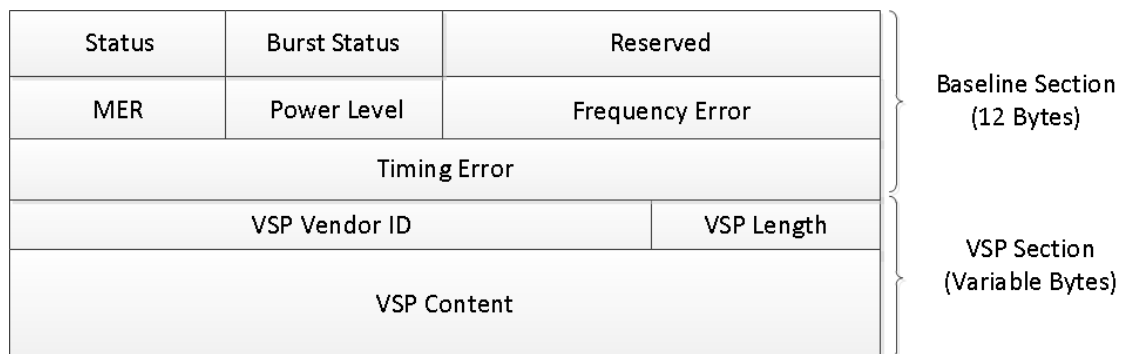 Status
Burst Status
Reserved
MER
Power Level
Frequency Error
Timing Error
Baseline Section
(12 Bytes)
VSP Vendor ID
VSP Length
VSP Content
VSP Section
(Variable Bytes)